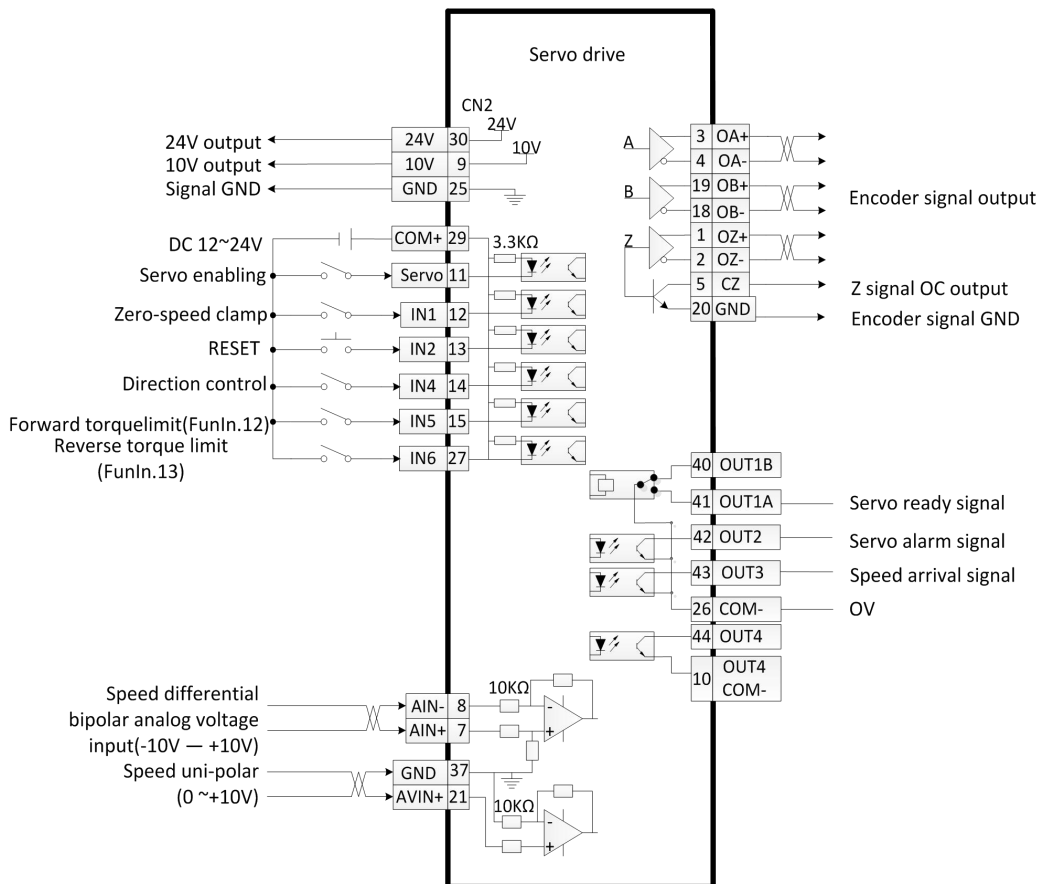 Servo drive
CN2
24V
10V
24V output
24V 30
10V output
10V 9
Signal GND
GND 25
DC 12~24V
COM+ 29
3.3KΩ
Servo enabling
Servo 11
Zero-speed clamp
IN1 12
RESET
IN2 13
Direction control
IN4 14
Forward torquelimit(FunIn.12)
IN5 15
Reverse torque limit
(FunIn.13)
IN6 27
Speed differential
bipolar analog voltage
input(-10V — +10V)
AIN- 8
AIN+ 7
10KΩ
- 
+
Speed uni-polar
(0 ~+10V)
GND 37
AVIN+ 21
10KΩ
-
+
A
3 OA+
4 OA-
B
19 OB+
18 OB-
Encoder signal output
Z
1 OZ+
2 OZ-
5 CZ
Z signal OC output
20 GND
Encoder signal GND
40 OUT1B
41 OUT1A
Servo ready signal
42 OUT2
Servo alarm signal
43 OUT3
Speed arrival signal
26 COM-
OV
44 OUT4
10 OUT4
COM-